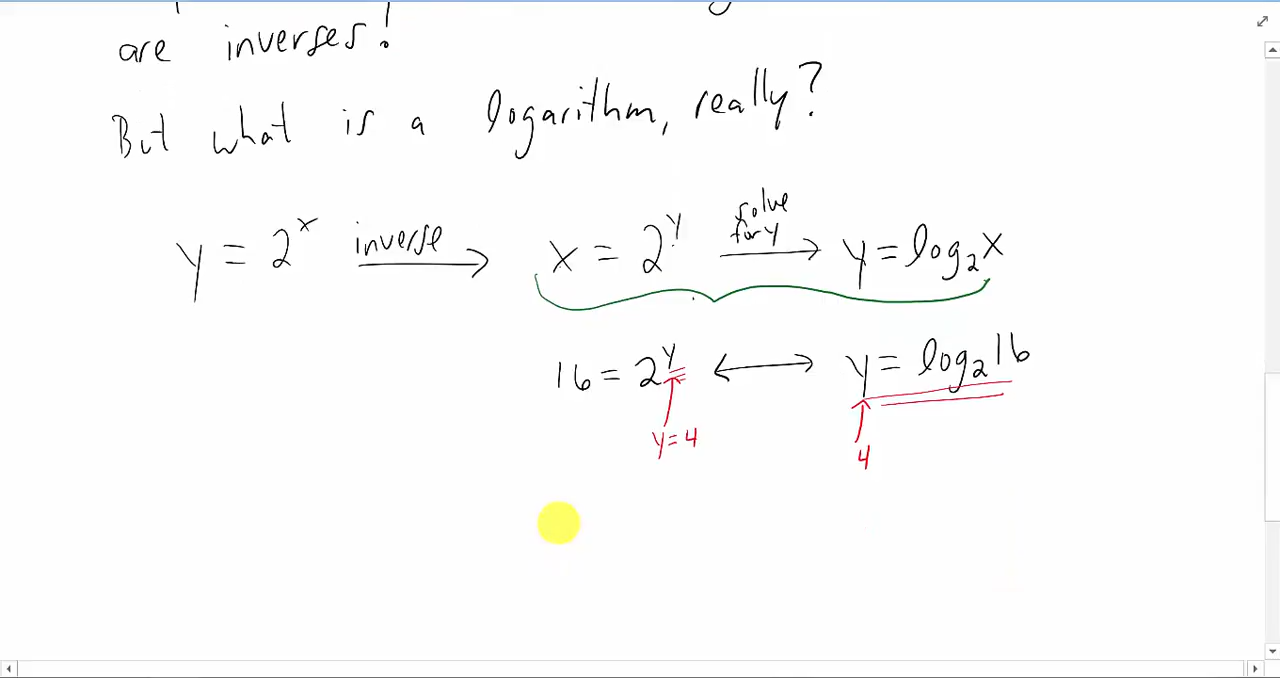 are inverses!
But what is a logarithm, really?
y = 2^x inverse → x = 2^y solve for y → y = log₂x
16 = 2^y ↔ y = log₂16
y = 4 4